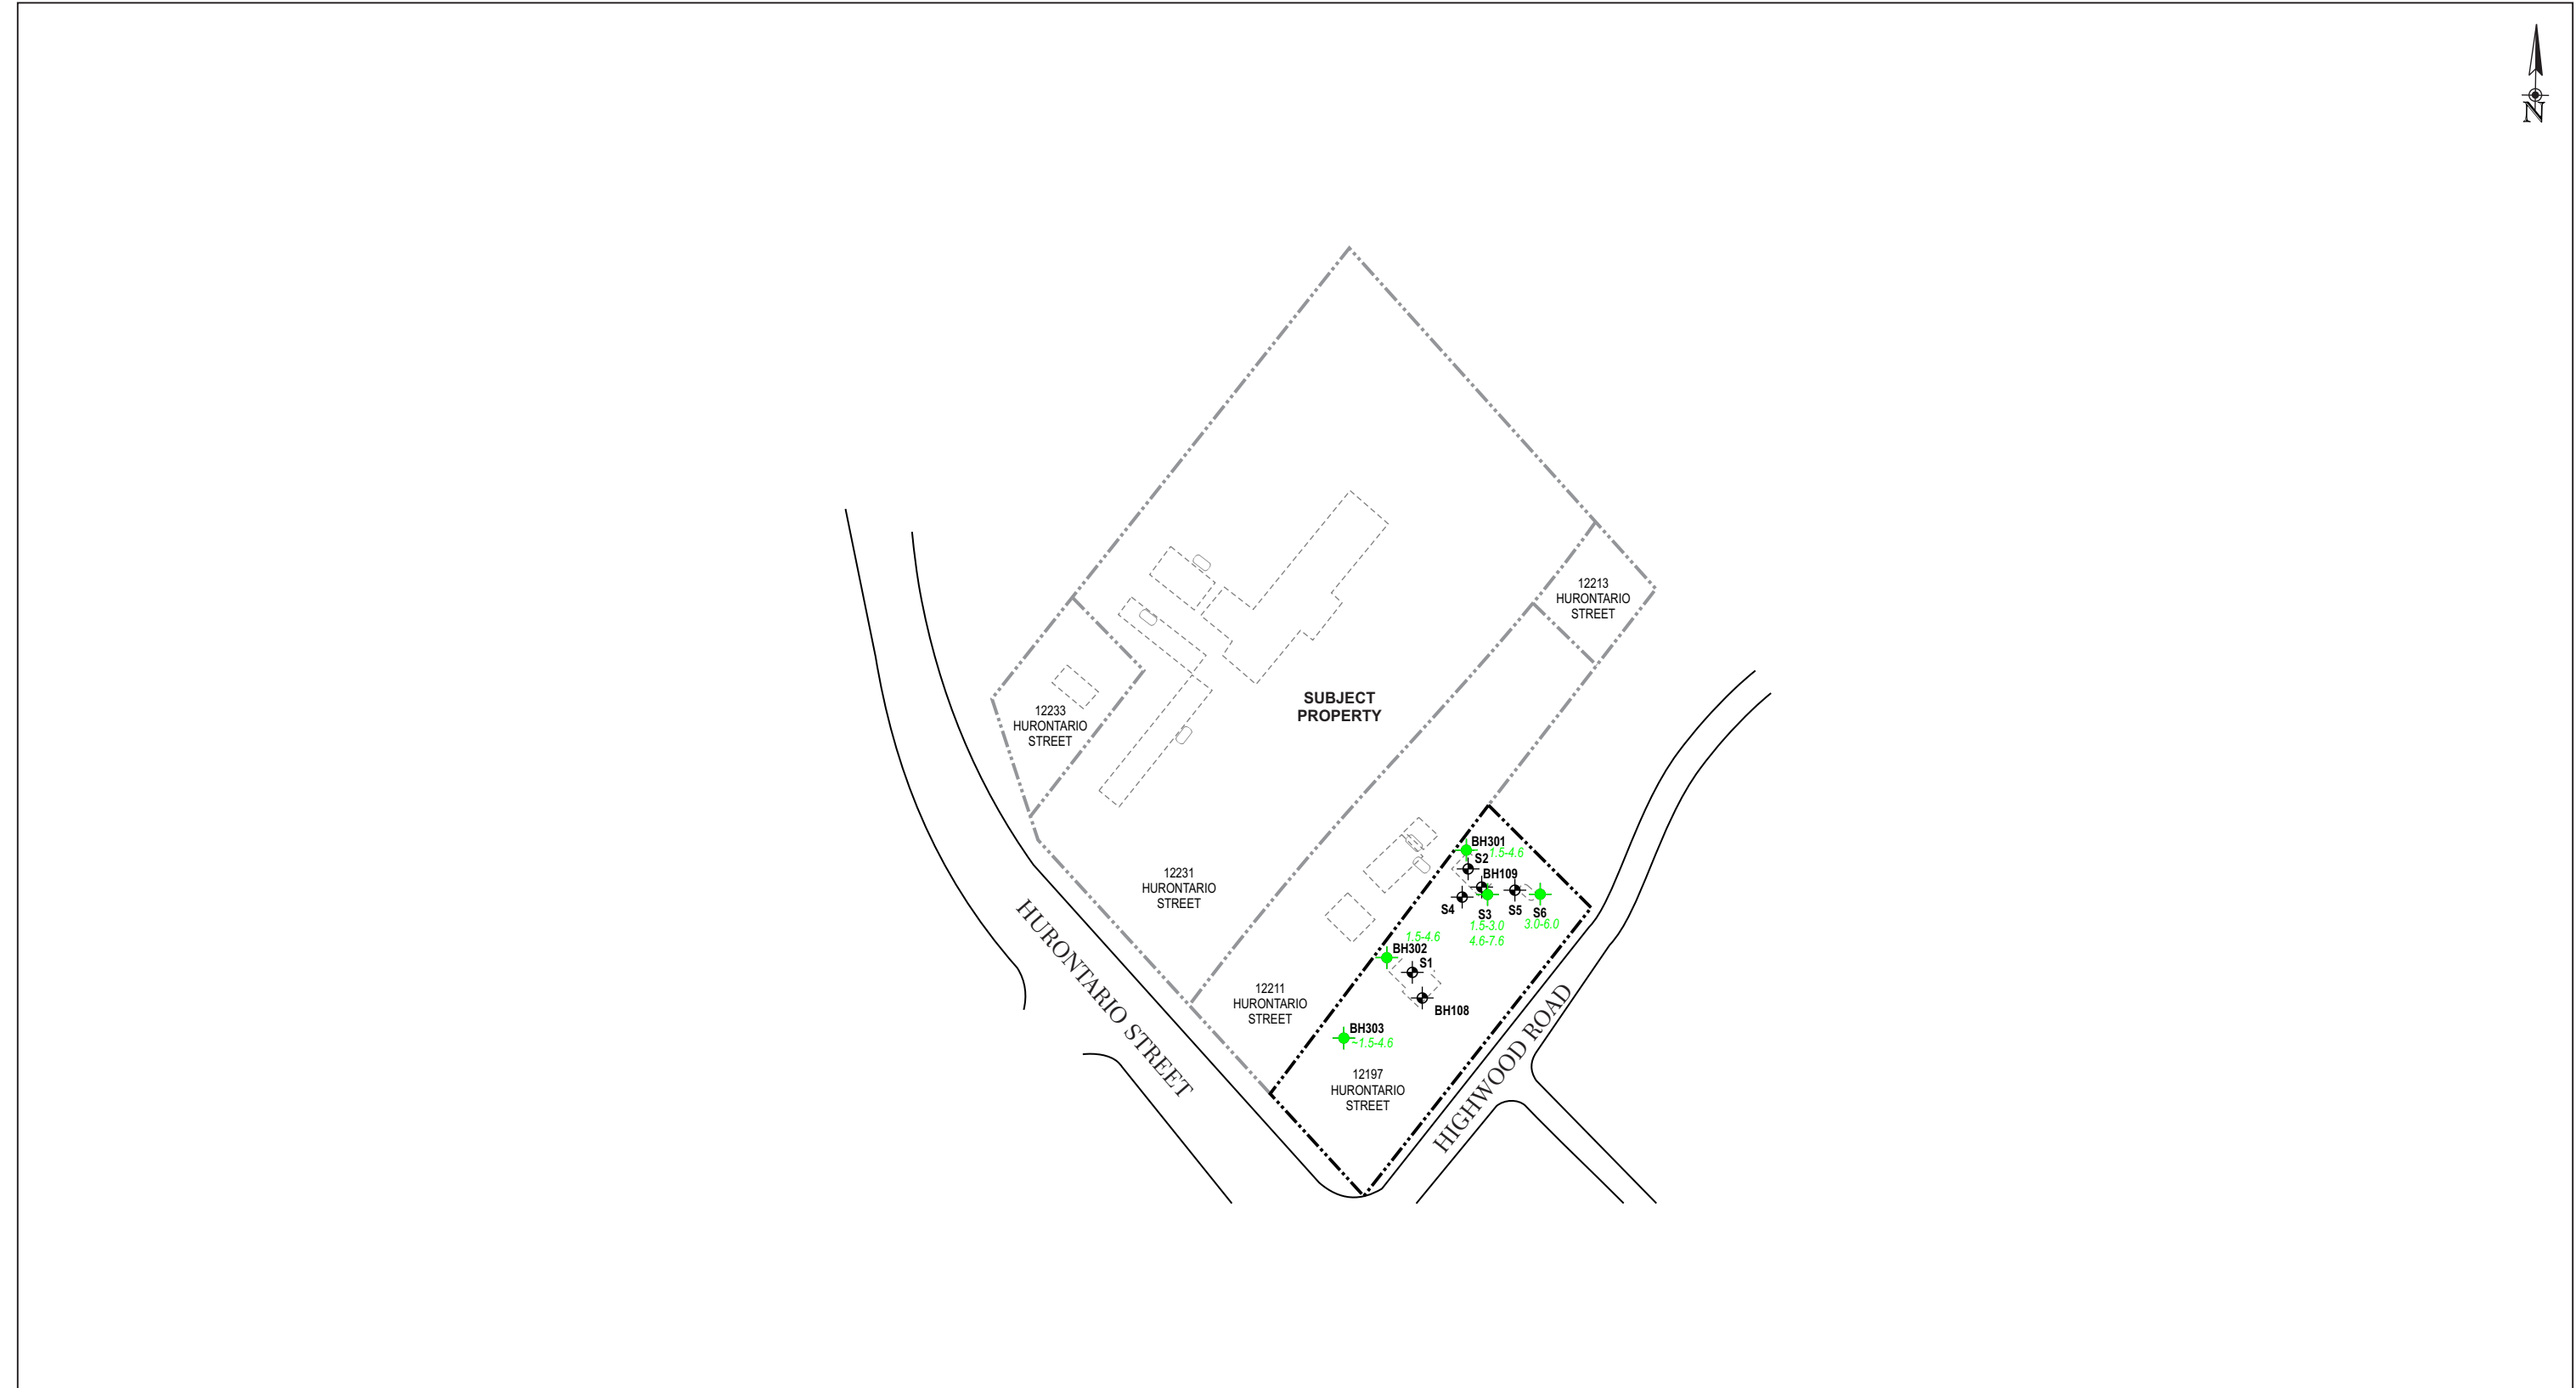 N
12213
HURONTARIO
STREET
SUBJECT
PROPERTY
12233
HURONTARIO
STREET
BH301
1.5-4.6
S2
BH109
12231
HURONTARIO
STREET
S4
S3
S5
S6
1.5-3.0
3.0-6.0
4.6-7.6
1.5-4.6
BH302
S1
12211
HURONTARIO
STREET
BH108
BH303
~1.5-4.6
HURONTARIO STREET
HIGHWOOD ROAD
12197
HURONTARIO
STREET